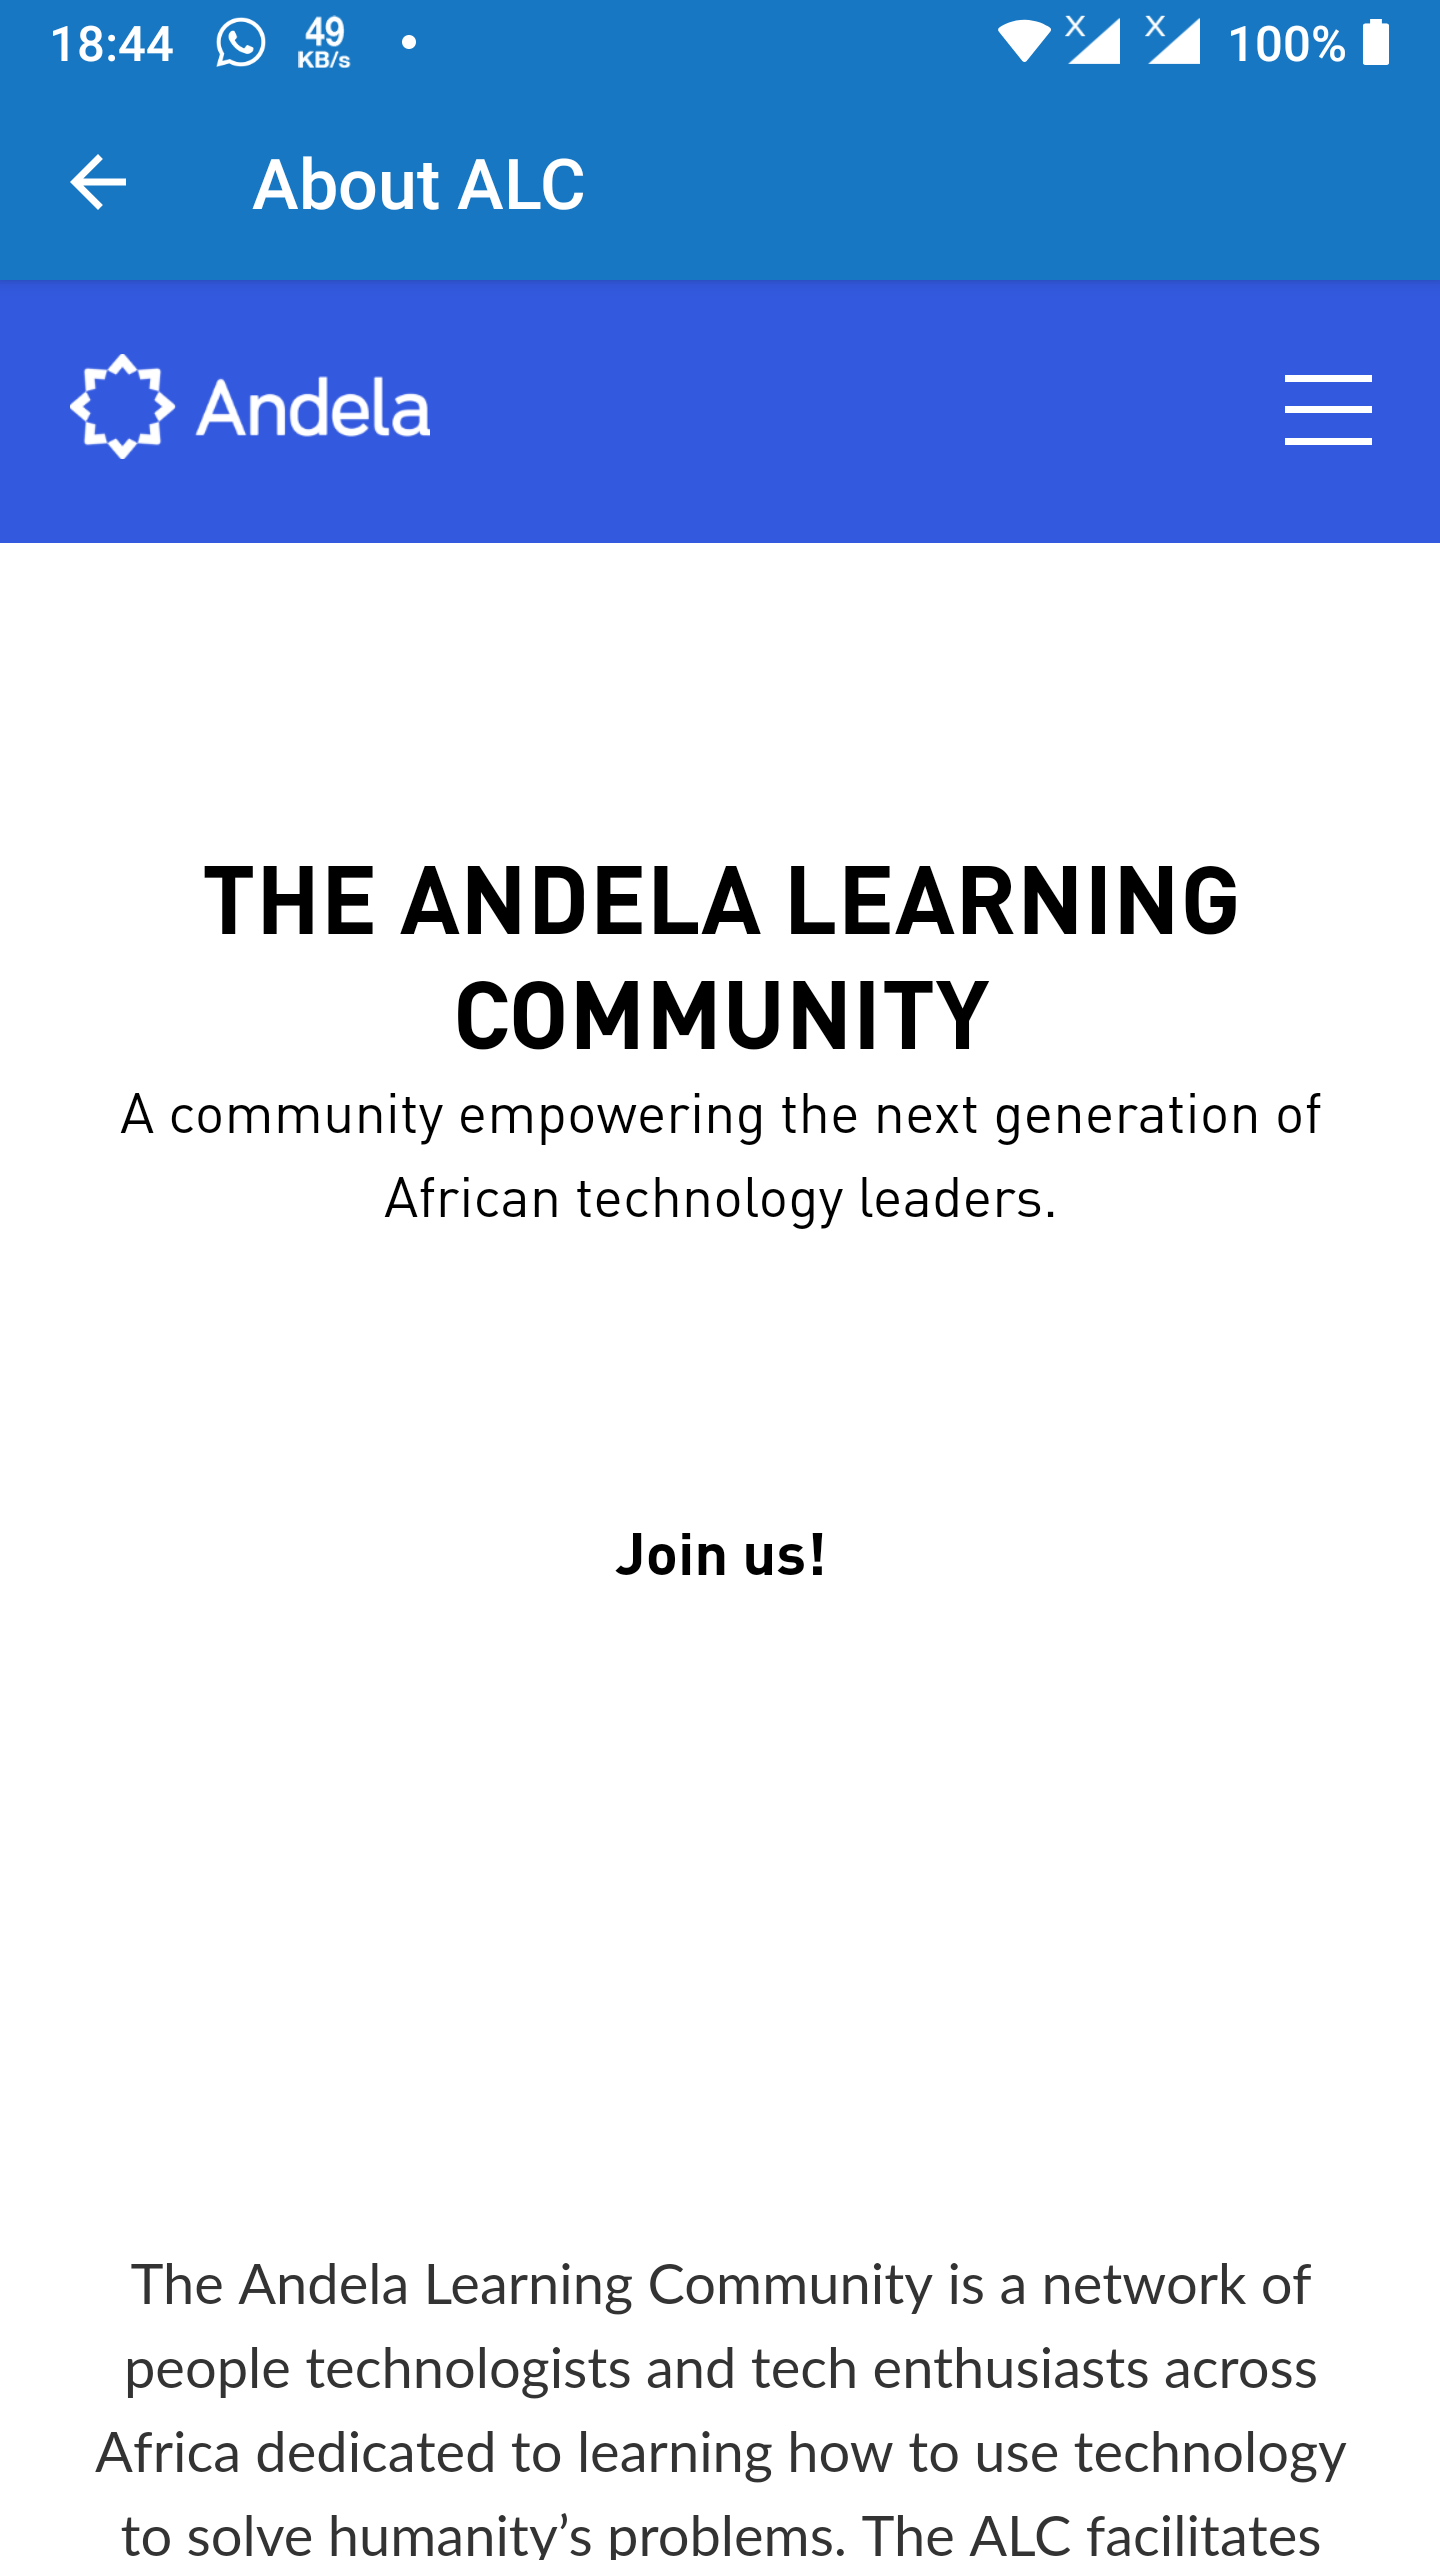 18:44 49 KB/s X X 100%
About ALC
Andela
THE ANDELA LEARNING
COMMUNITY
A community empowering the next generation of
African technology leaders.
Join us!
The Andela Learning Community is a network of
people technologists and tech enthusiasts across
Africa dedicated to learning how to use technology
to solve humanity’s problems. The ALC facilitates